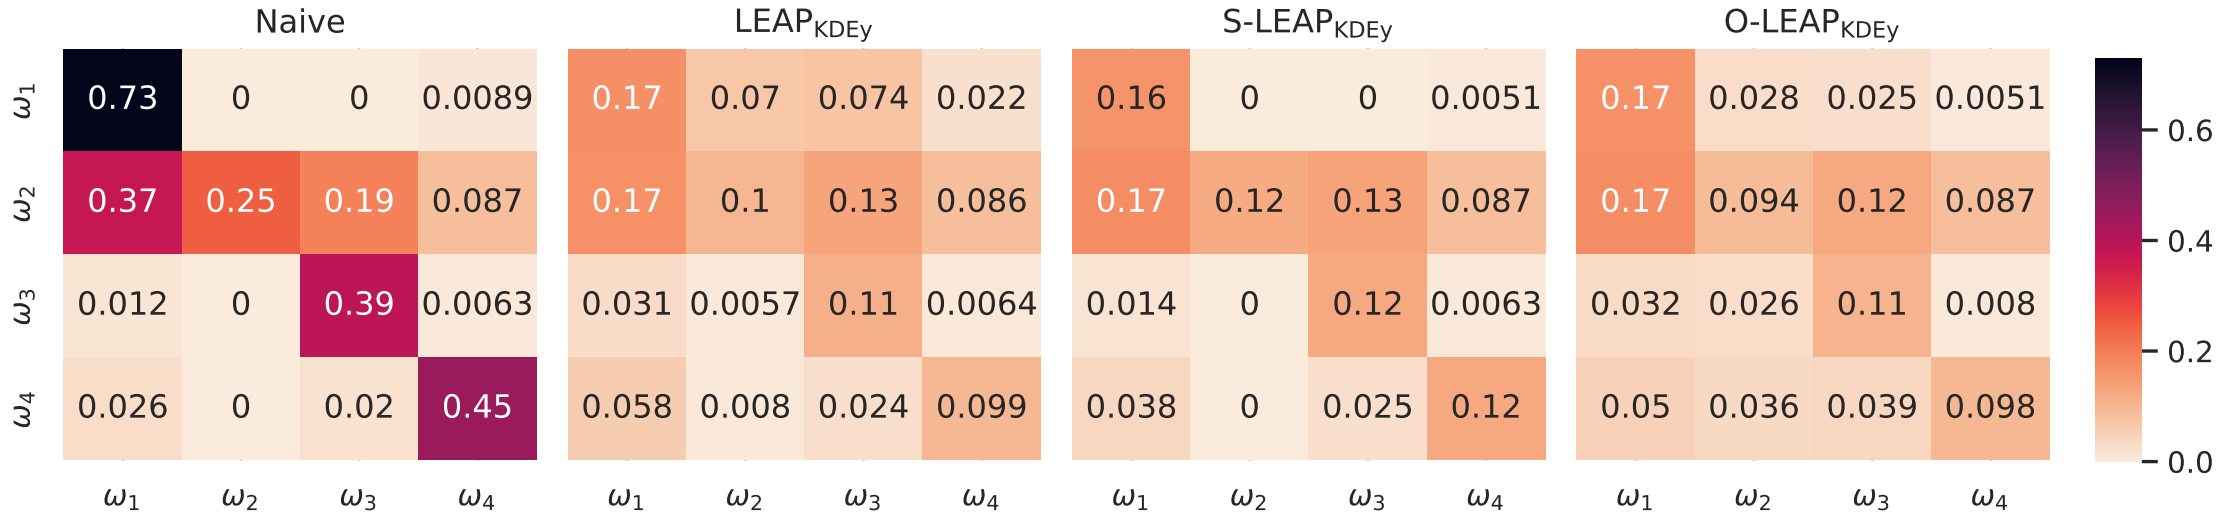 Naive LEAP_KDEy S-LEAP_KDEy O-LEAP_KDEy
ω₁ 0.73 0 0 0.0089 0.17 0.07 0.074 0.022 0.16 0 0 0.0051 0.17 0.028 0.025 0.0051
0.6
ω₂ 0.37 0.25 0.19 0.087 0.17 0.1 0.13 0.086 0.17 0.12 0.13 0.087 0.17 0.094 0.12 0.087
0.4
ω₃ 0.012 0 0.39 0.0063 0.031 0.0057 0.11 0.0064 0.014 0 0.12 0.0063 0.032 0.026 0.11 0.008
0.2
ω₄ 0.026 0 0.02 0.45 0.058 0.008 0.024 0.099 0.038 0 0.025 0.12 0.05 0.036 0.039 0.098
0.0
ω₁ ω₂ ω₃ ω₄ ω₁ ω₂ ω₃ ω₄ ω₁ ω₂ ω₃ ω₄ ω₁ ω₂ ω₃ ω₄